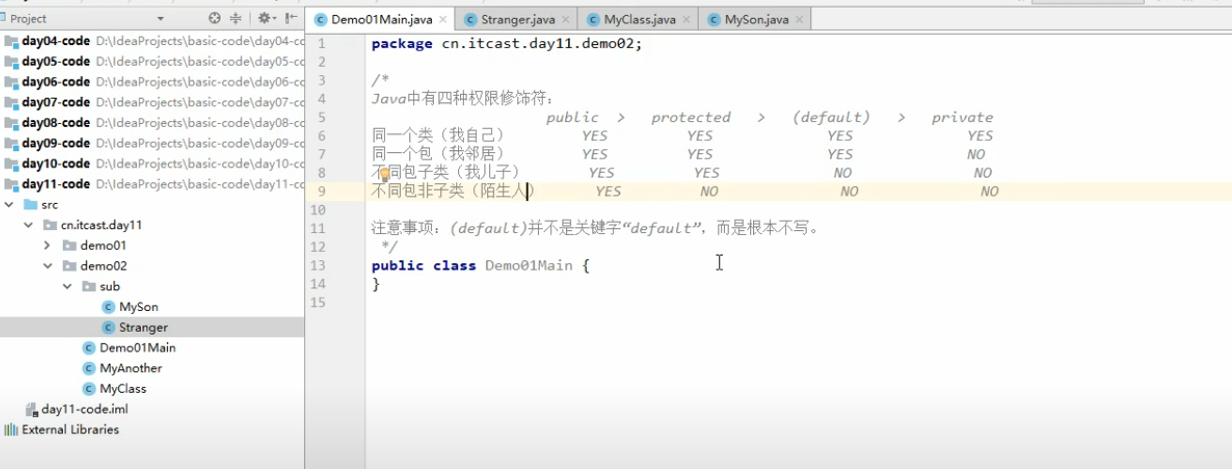 Project
day04-code D:\IdeaProjects\basic-code\day04-cc
day05-code D:\IdeaProjects\basic-code\day05-cc
day06-code D:\IdeaProjects\basic-code\day06-cc
day07-code D:\IdeaProjects\basic-code\day07-cc
day08-code D:\IdeaProjects\basic-code\day08-cc
day09-code D:\IdeaProjects\basic-code\day09-cc
day10-code D:\IdeaProjects\basic-code\day10-cc
day11-code D:\IdeaProjects\basic-code\day11-cc
src
cn.itcast.day11
demo01
demo02
sub
MySon
Stranger
Demo01Main
MyAnother
MyClass
day11-code.iml
External Libraries
Demo01Main.java × Stranger.java × MyClass.java × MySon.java ×
1 package cn.itcast.day11.demo02;
2
3 /*
4 Java中有四种权限修饰符：
5 public > protected > (default) > private
6 同一个类（我自己） YES YES YES YES
7 同一个包（我邻居） YES YES YES NO
8 不同包子类（我儿子） YES YES NO NO
9 不同包非子类（陌生人） YES NO NO NO
10
11 注意事项：(default)并不是关键字“default”，而是根本不写。
12 */
13 public class Demo01Main {
14 }
15